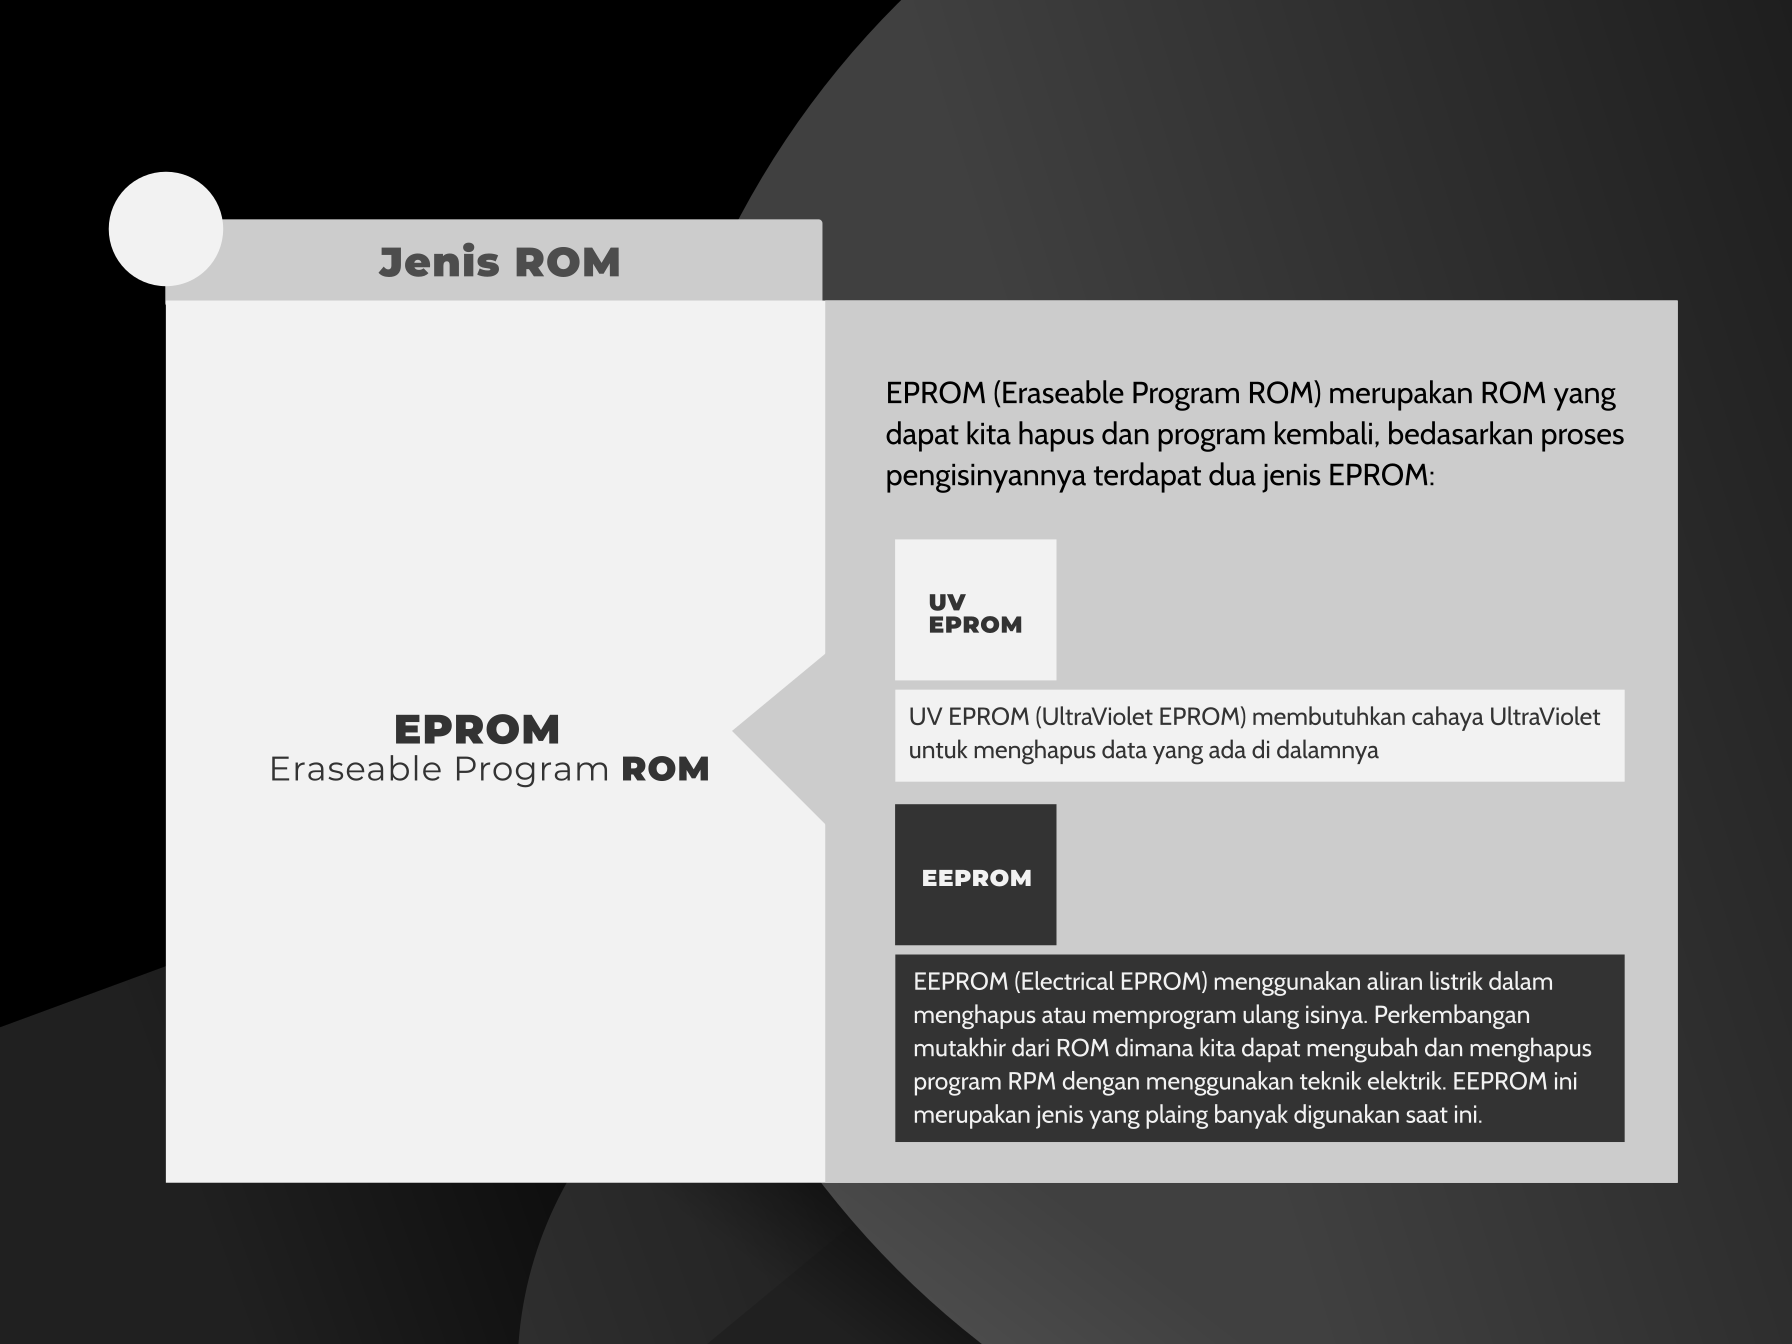 Jenis ROM
EPROM
Eraseable Program ROM
EPROM (Eraseable Program ROM) merupakan ROM yang
dapat kita hapus dan program kembali, bedasarkan proses
pengisinyannya terdapat dua jenis EPROM:
UV
EPROM
UV EPROM (UltraViolet EPROM) membutuhkan cahaya UltraViolet
untuk menghapus data yang ada di dalamnya
EEPROM
EEPROM (Electrical EPROM) menggunakan aliran listrik dalam
menghapus atau memprogram ulang isinya. Perkembangan
mutakhir dari ROM dimana kita dapat mengubah dan menghapus
program RPM dengan menggunakan teknik elektrik. EEPROM ini
merupakan jenis yang plaing banyak digunakan saat ini.